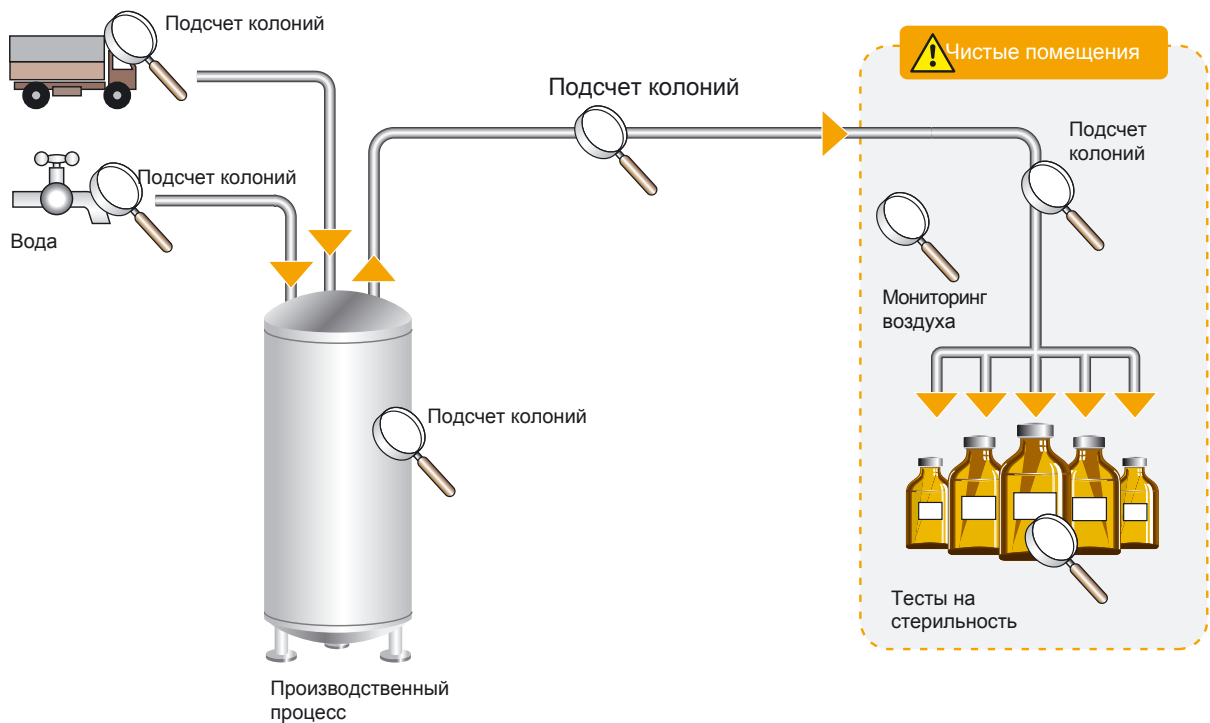 Подсчет колоний
Чистые помещения
Подсчет колоний
Подсчет
колоний
Подсчет колоний
Вода
Мониторинг
воздуха
Подсчет колоний
Тесты на
стерильность
Производственный
процесс